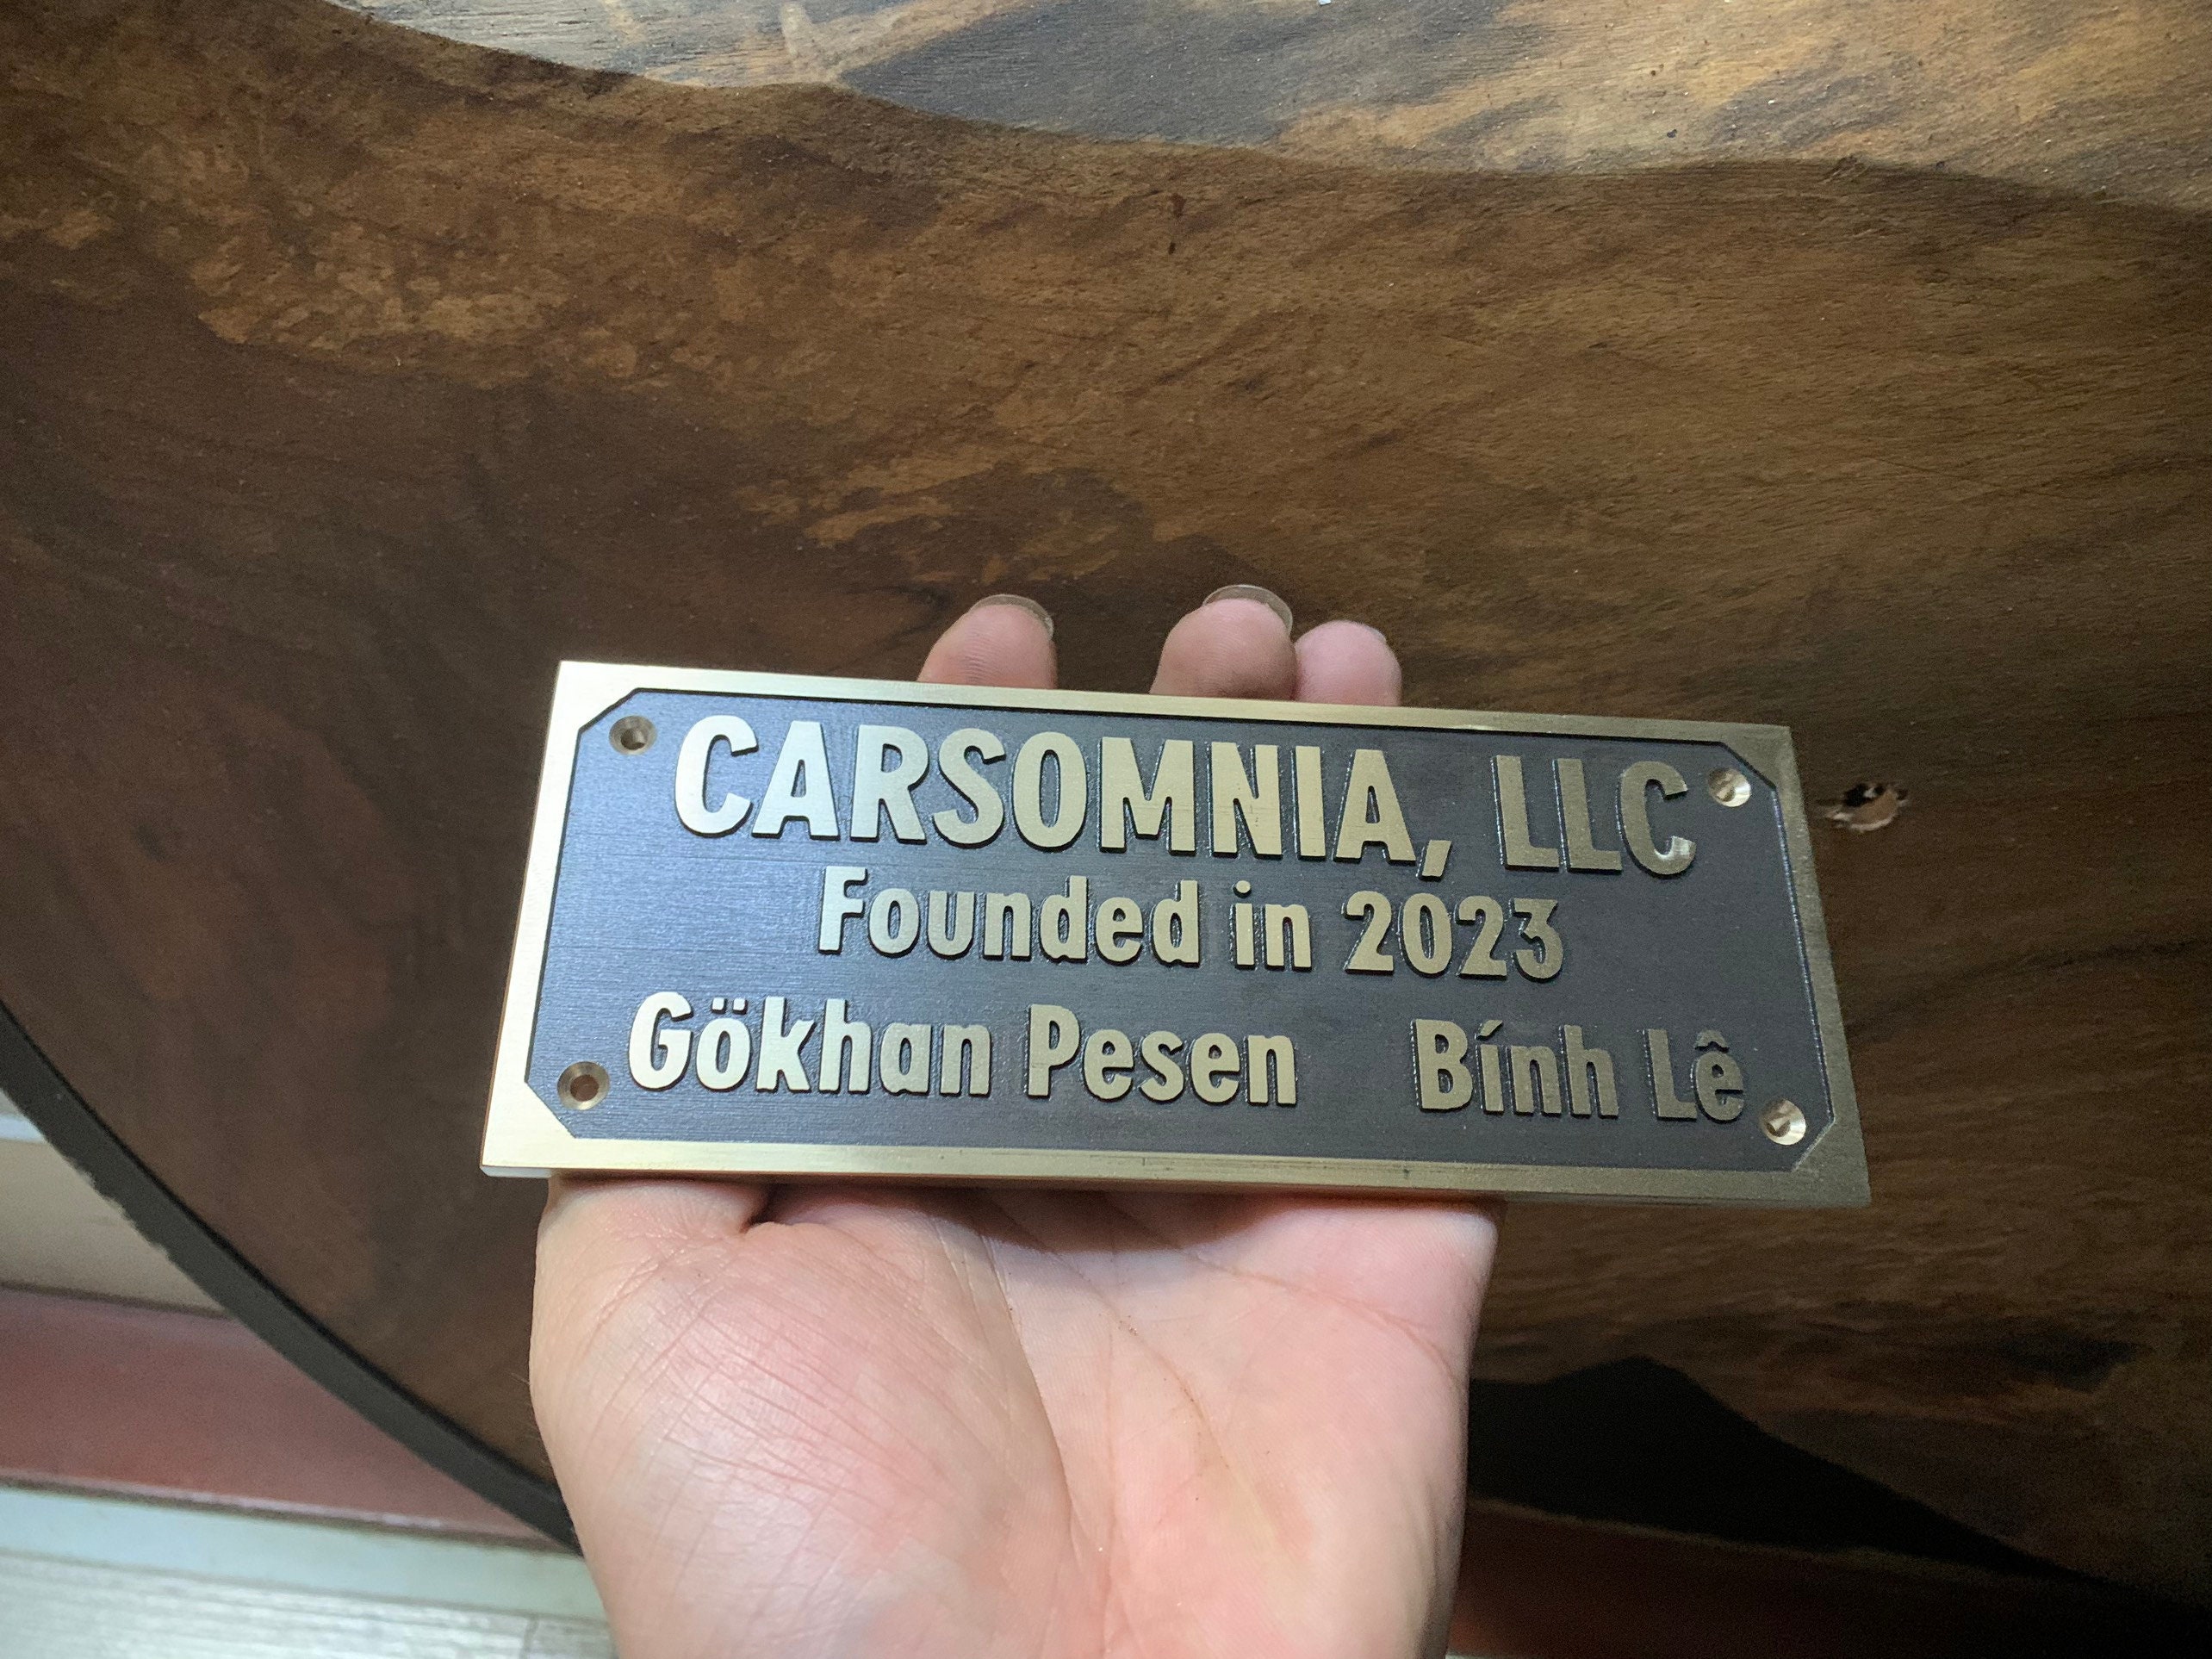 CARSOMNIA, LLC
Founded in 2023
Gökhan Pesen Bính Lê